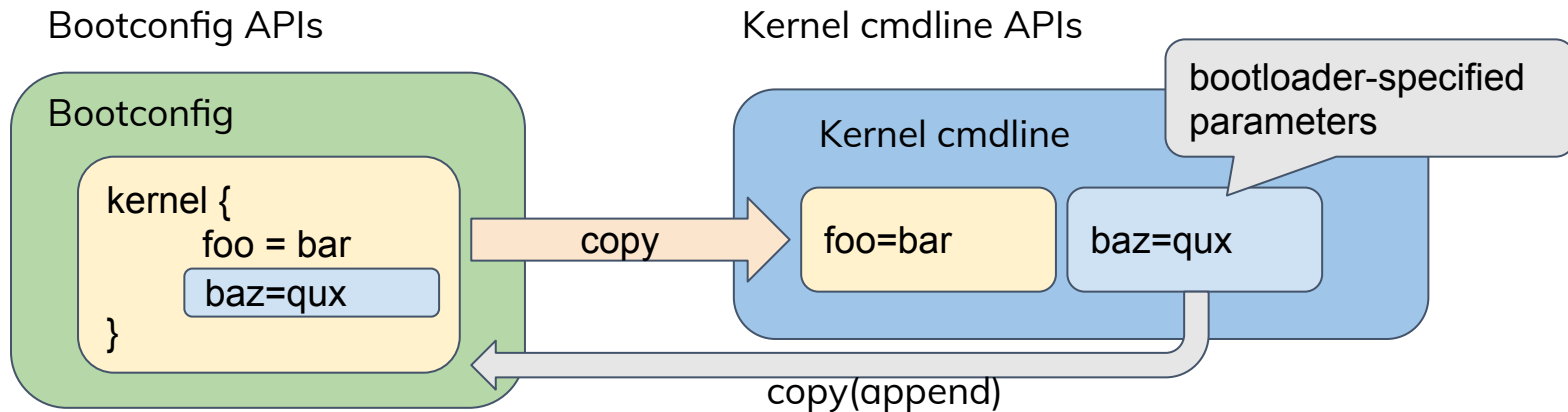 Bootconfig APIs
Kernel cmdline APIs
Bootconfig
kernel {
foo = bar
baz=qux
}
copy
Kernel cmdline
bootloader-specified
parameters
foo=bar
baz=qux
copy(append)